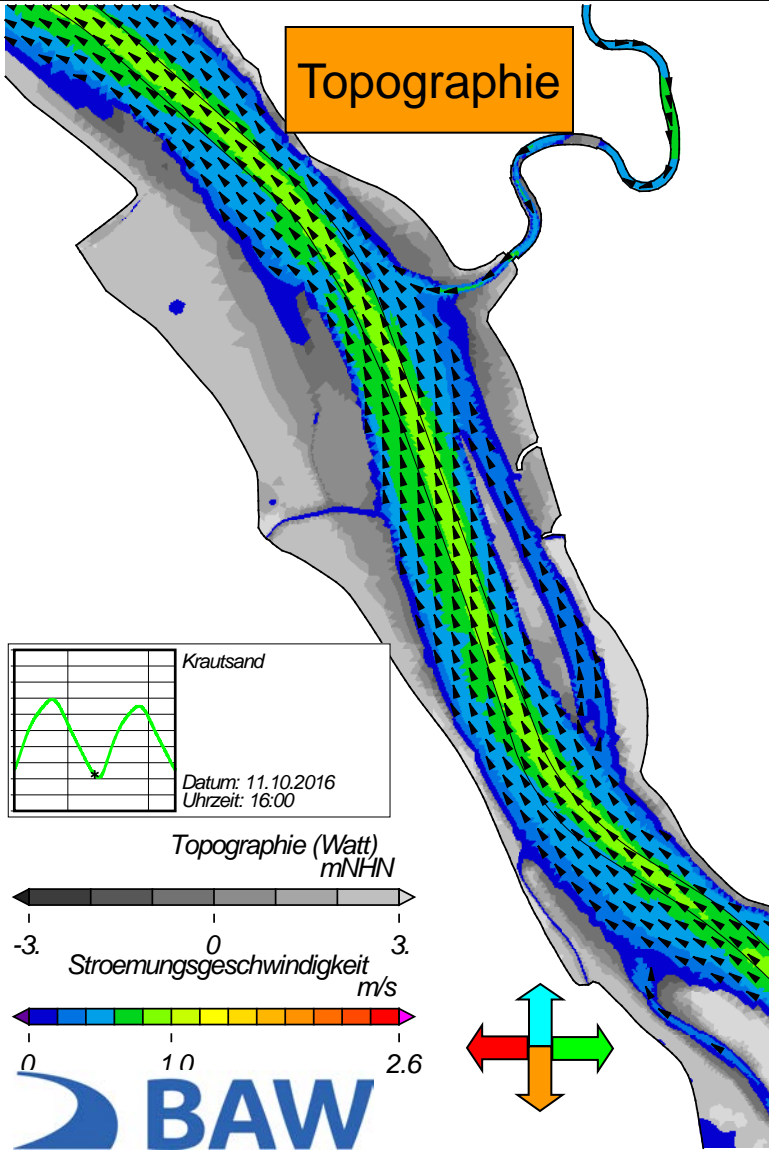 Topographie
Krautsand
Datum: 11.10.2016
Uhrzeit: 16:00
Topographie (Watt)
mNHN
-3.
0
3.
Stroemungsgeschwindigkeit
m/s
0
1.0
2.6
BAW